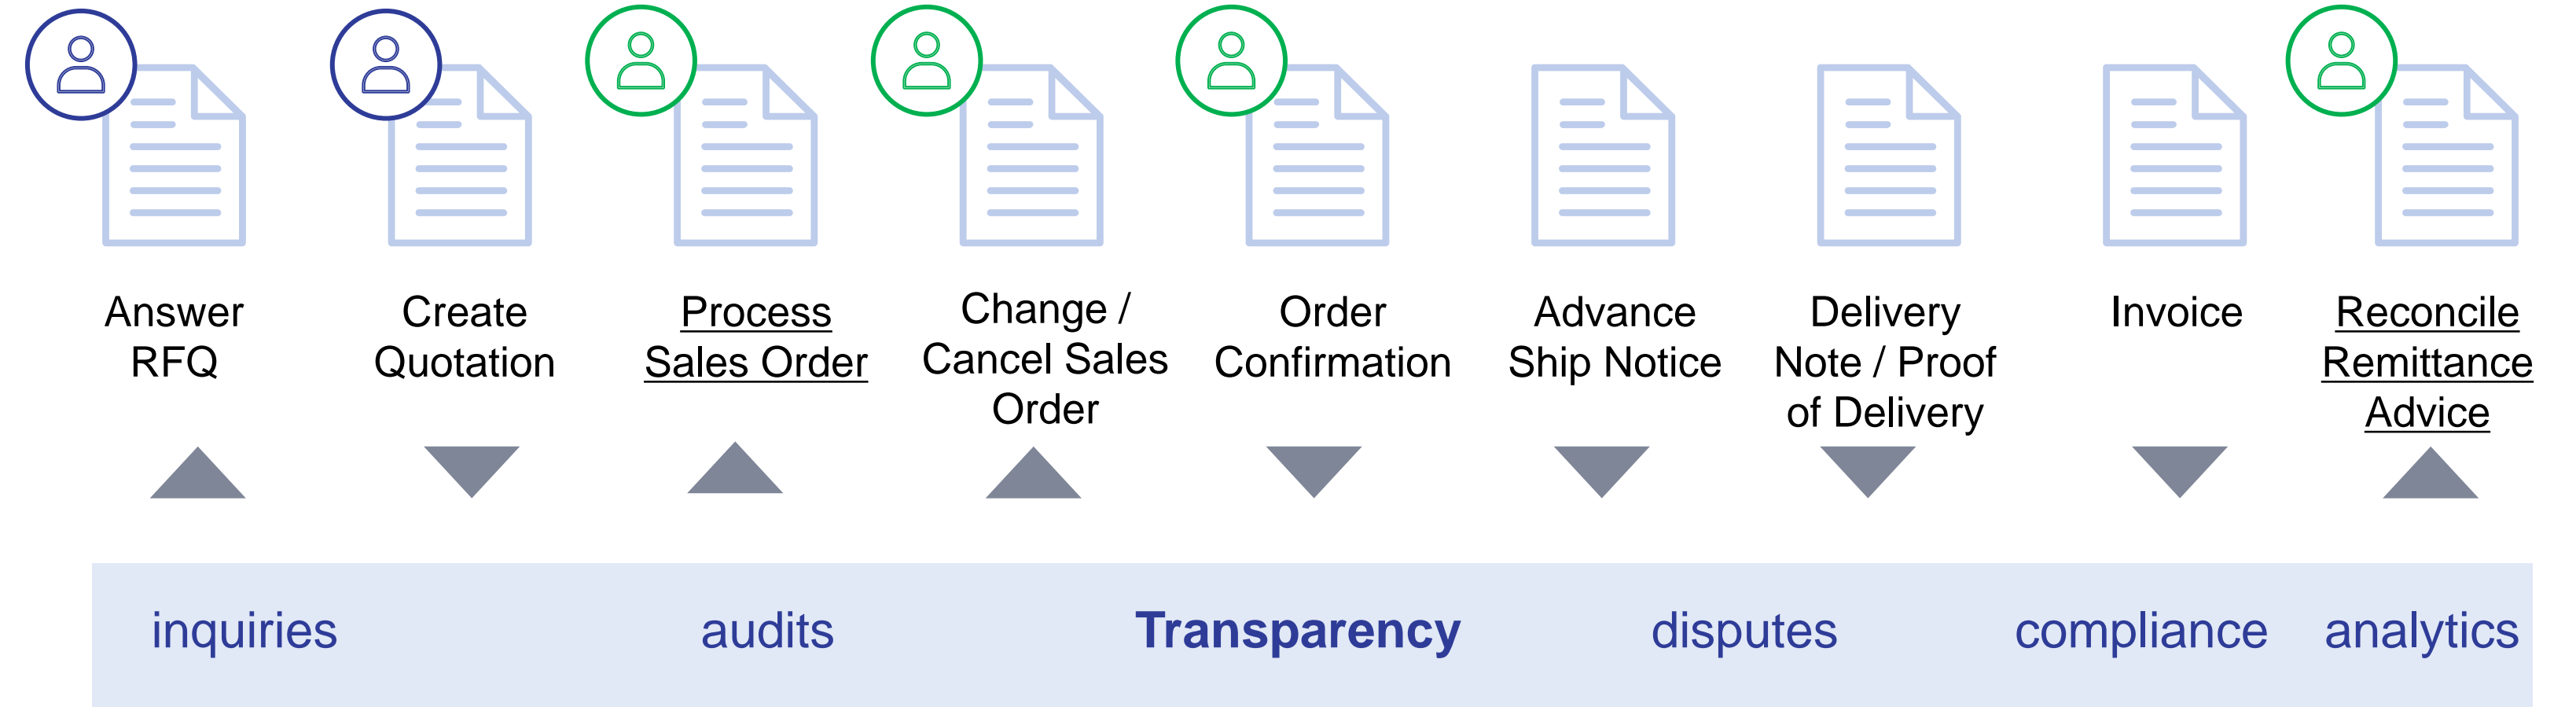 Answer
RFQ
Create
Quotation
Process
Sales Order
Change /
Cancel Sales
Order
Order
Confirmation
Advance
Ship Notice
Delivery
Note / Proof
of Delivery
Invoice
Reconcile
Remittance
Advice
inquiries
audits
Transparency
disputes
compliance
analytics